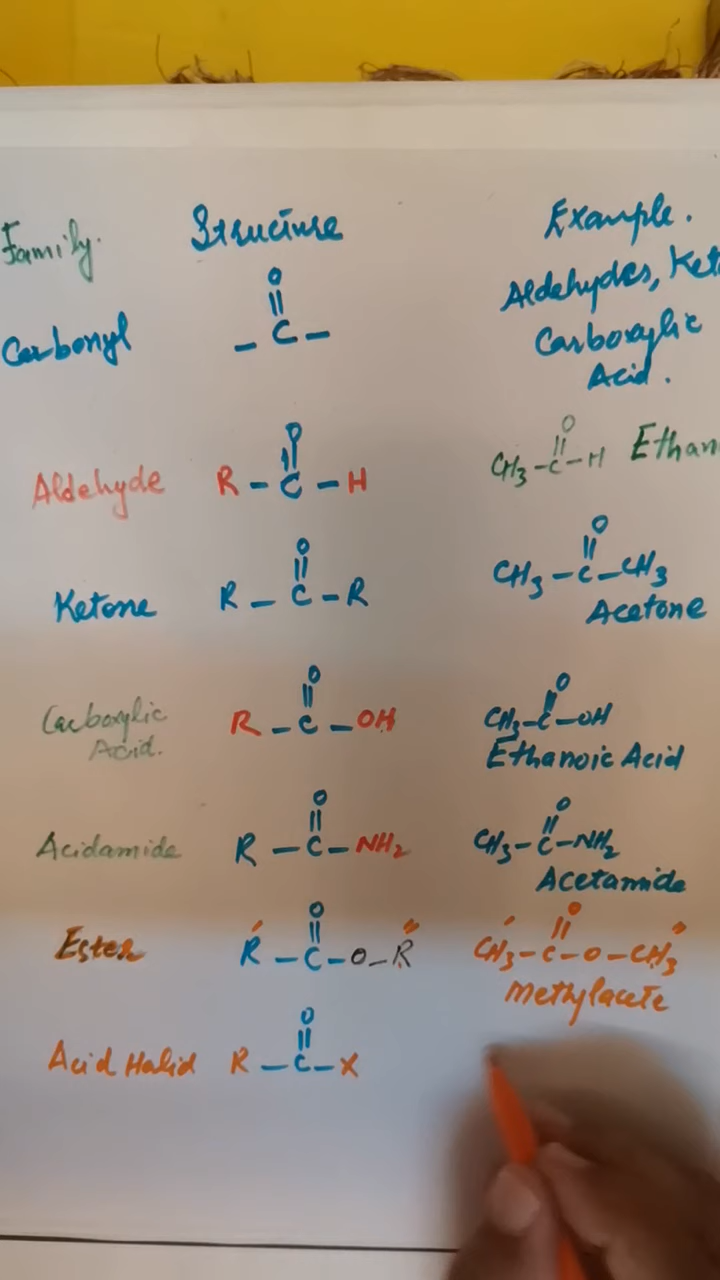 Family. Structure Example.
O
||
Carbonyl – C – Aldehydes, Keto
Carboxylic
Acid.
O O
|| ||
Aldehyde R – C – H CH3 – C – H Ethan
O O
|| ||
Ketone R – C – R CH3 – C – CH3
Acetone
O O
|| ||
Carboxylic R – C – OH CH3 – C – OH
Acid. Ethanoic Acid
O O
|| ||
Acidamide R – C – NH2 CH3 – C – NH2
Acetamide
O O
|| ||
Ester R' – C – O – R'' CH3' – C – O – CH3''
Methylacete
O
||
Acid Halid R – C – X